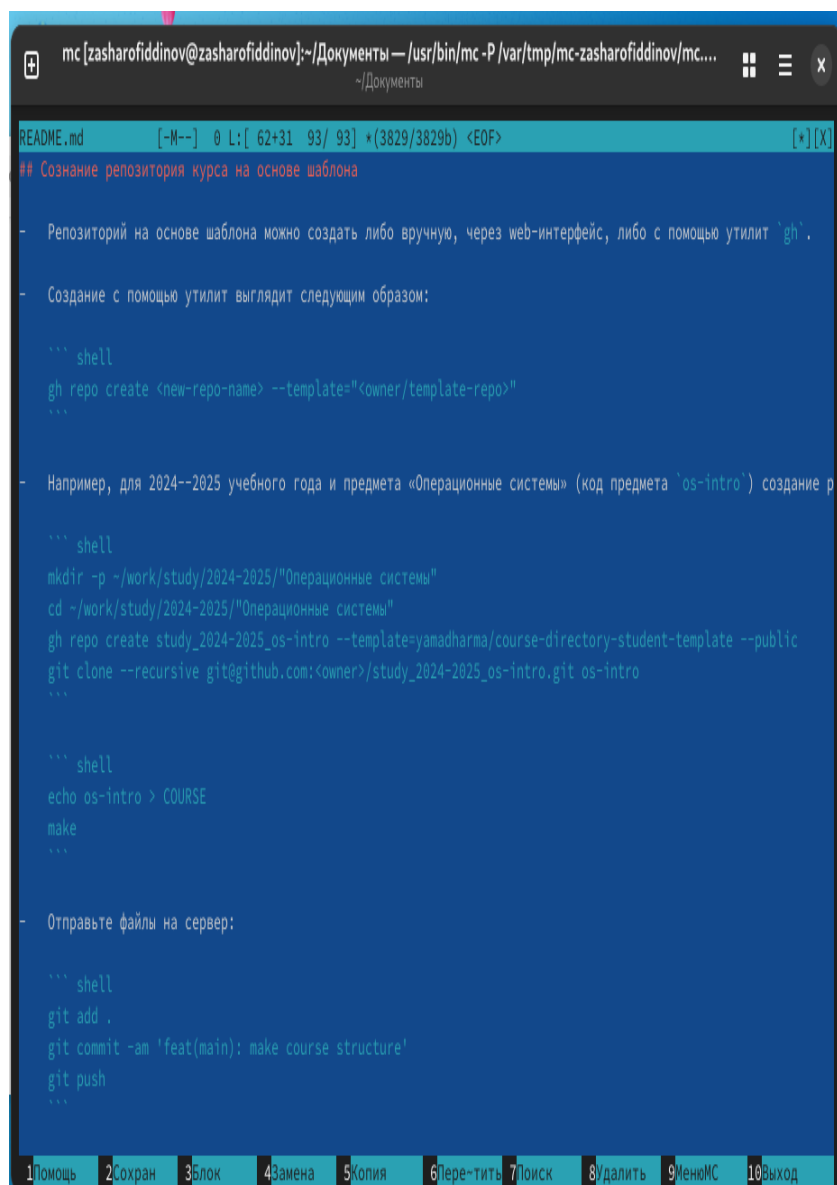 mc [zasharofiddinov@zasharofiddinov]:~/Документы — /usr/bin/mc -P /var/tmp/mc-zasharofiddinov/mc....
~/Документы
README.md [-M--] 0 L:[ 62+31 93/ 93] *(3829/3829b) <EOF> [*][X]
## Сознание репозитория курса на основе шаблона
- Репозиторий на основе шаблона можно создать либо вручную, через web-интерфейс, либо с помощью утилит `gh`.
- Создание с помощью утилит выглядит следующим образом:
``` shell
gh repo create <new-repo-name> --template="<owner/template-repo>"
```
- Например, для 2024--2025 учебного года и предмета «Операционные системы» (код предмета `os-intro`) создание р
``` shell
mkdir -p ~/work/study/2024-2025/"Операционные системы"
cd ~/work/study/2024-2025/"Операционные системы"
gh repo create study_2024-2025_os-intro --template=yamadharma/course-directory-student-template --public
git clone --recursive git@github.com:<owner>/study_2024-2025_os-intro.git os-intro
```
``` shell
echo os-intro > COURSE
make
```
- Отправьте файлы на сервер:
``` shell
git add .
git commit -am 'feat(main): make course structure'
git push
```
1Помощь 2Сохран 3Блок 4Замена 5Копия 6Пере~тить 7Поиск 8Удалить 9МенюMC 10Выход